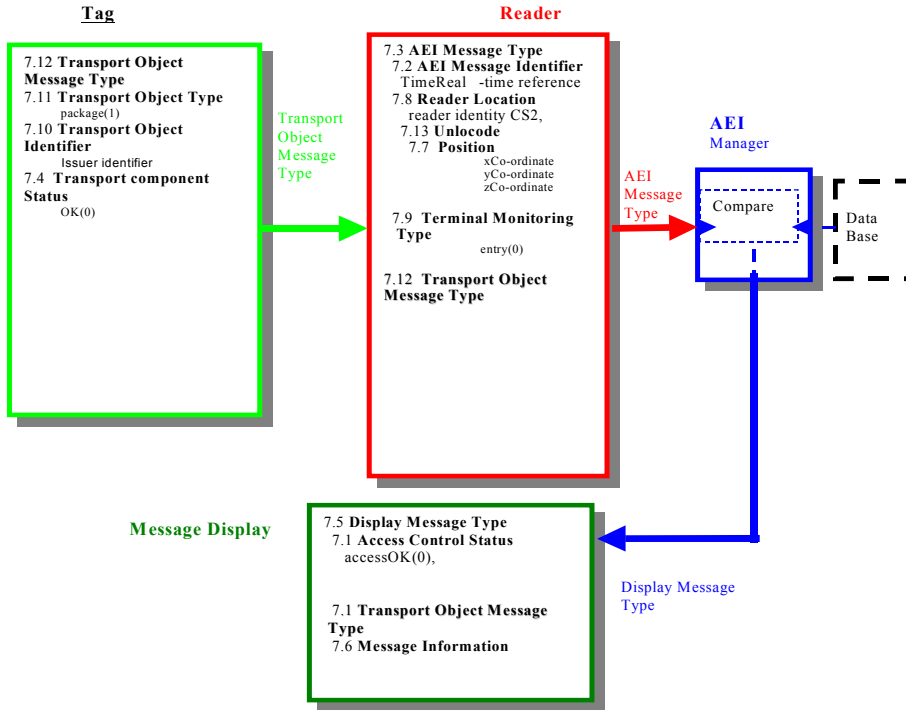 Tag
7.12 Transport Object
Message Type
7.11 Transport Object Type
package(1)
7.10 Transport Object
Identifier
Issuer identifier
7.4 Transport component
Status
OK(0)
Transport
Object
Message
Type
Reader
7.3 AEI Message Type
7.2 AEI Message Identifier
TimeReal -time reference
7.8 Reader Location
reader identity CS2,
7.13 Unlocode
7.7 Position
xCo-ordinate
yCo-ordinate
zCo-ordinate
7.9 Terminal Monitoring
Type
entry(0)
7.12 Transport Object
Message Type
AEI
Message
Type
AEI
Manager
Compare
Data
Base
Message Display
7.5 Display Message Type
7.1 Access Control Status
accessOK(0),
7.1 Transport Object Message
Type
7.6 Message Information
Display Message
Type